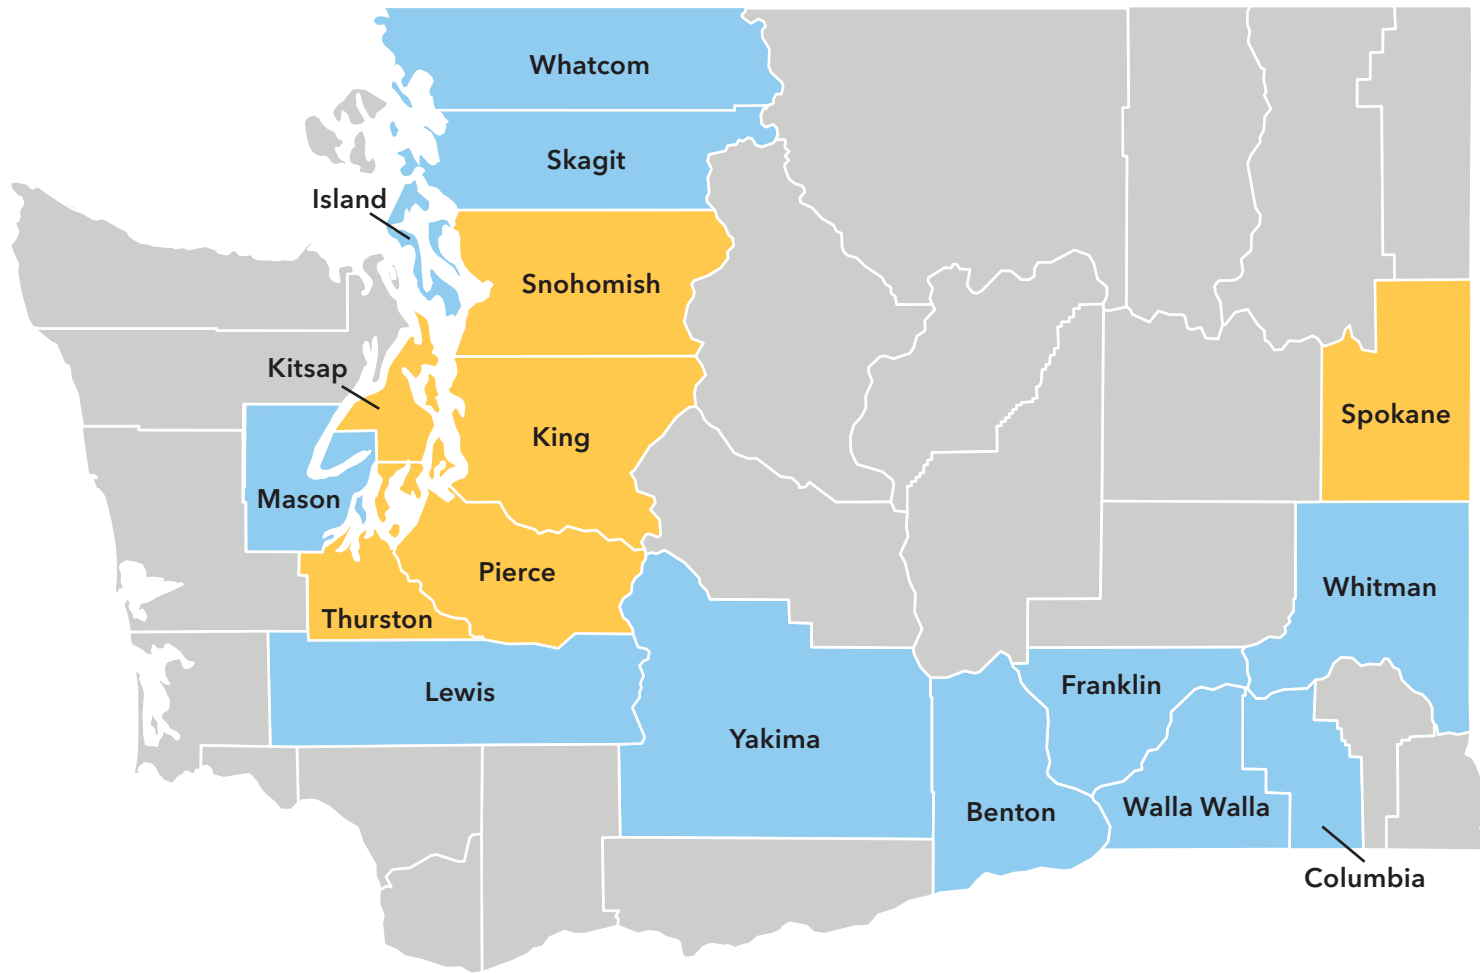 Whatcom
Skagit
Island
Snohomish
Kitsap
King
Spokane
Mason
Pierce
Whitman
Thurston
Lewis
Franklin
Yakima
Benton
Walla Walla
Columbia